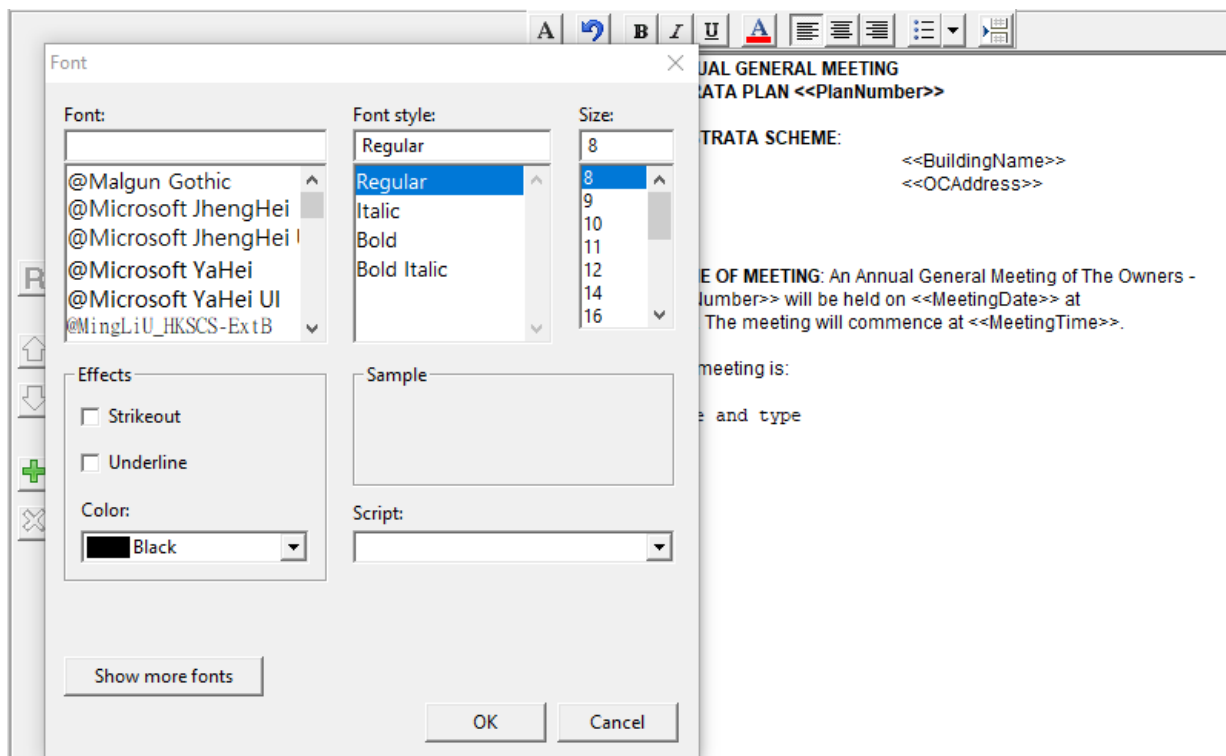 A B I U A
Font
Font: Font style: Size:
Regular 8
@Malgun Gothic
@Microsoft JhengHei
@Microsoft JhengHei
@Microsoft YaHei
@Microsoft YaHei UI
@MingLiU_HKSCS-ExtB
Regular
Italic
Bold
Bold Italic
8
9
10
11
12
14
16
Effects
Strikeout
Underline
Color:
Black
Sample
Script:
Show more fonts
OK Cancel
UAL GENERAL MEETING
RATA PLAN <<PlanNumber>>
TRATA SCHEME:
<<BuildingName>>
<<OCAddress>>
E OF MEETING: An Annual General Meeting of The Owners -
Number>> will be held on <<MeetingDate>> at
The meeting will commence at <<MeetingTime>>.
meeting is:
e and type
R